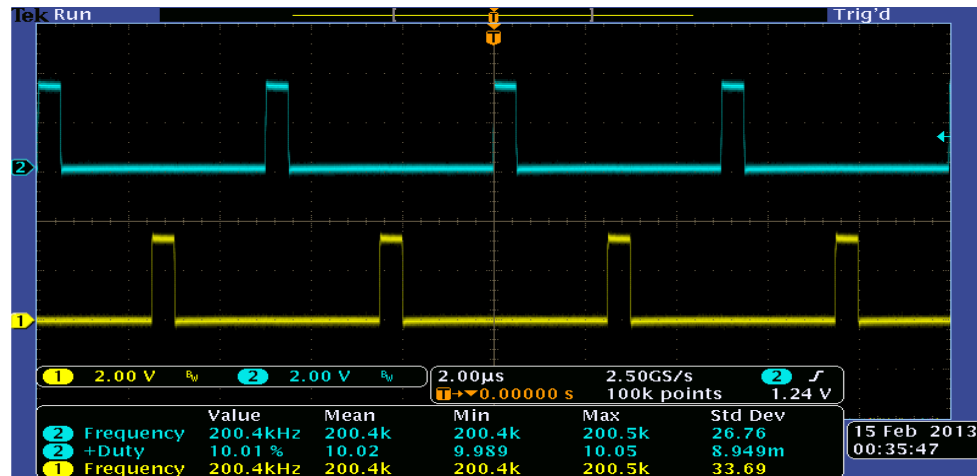 Tek Run Trig'd
T
T
2
1
1 2.00 V BW 2 2.00 V BW
2.00µs 2.50GS/s 2
T→▼0.00000 s 100k points 1.24 V
Value Mean Min Max Std Dev
2 Frequency 200.4kHz 200.4k 200.4k 200.5k 26.76
2 +Duty 10.01 % 10.02 9.989 10.05 8.949m
1 Frequency 200.4kHz 200.4k 200.4k 200.5k 33.69
15 Feb 2013
00:35:47